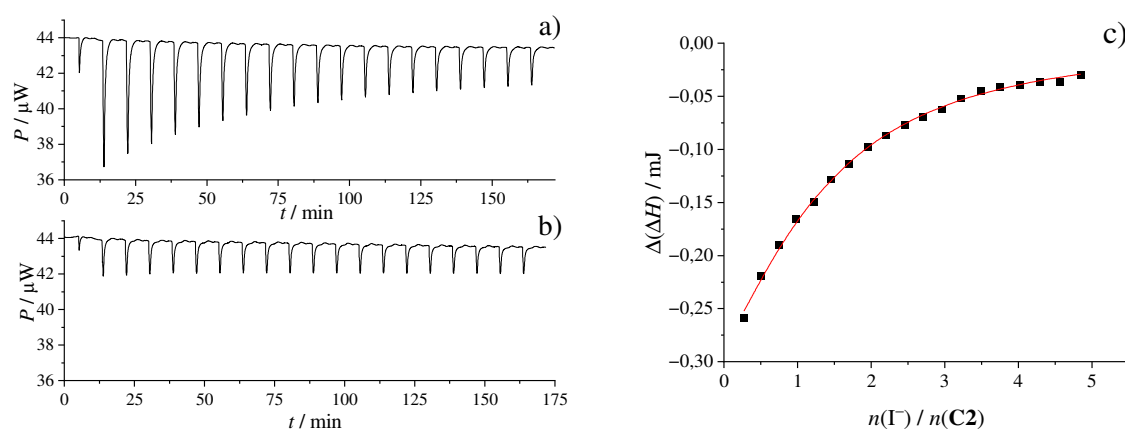 a)
44
42
40
38
36
P / μW
0 25 50 75 100 125 150
t / min
b)
44
42
40
38
36
P / μW
0 25 50 75 100 125 150 175
t / min
c)
0,00
-0,05
-0,10
-0,15
-0,20
-0,25
-0,30
Δ(ΔH) / mJ
0 1 2 3 4 5
n(I⁻) / n(C2)